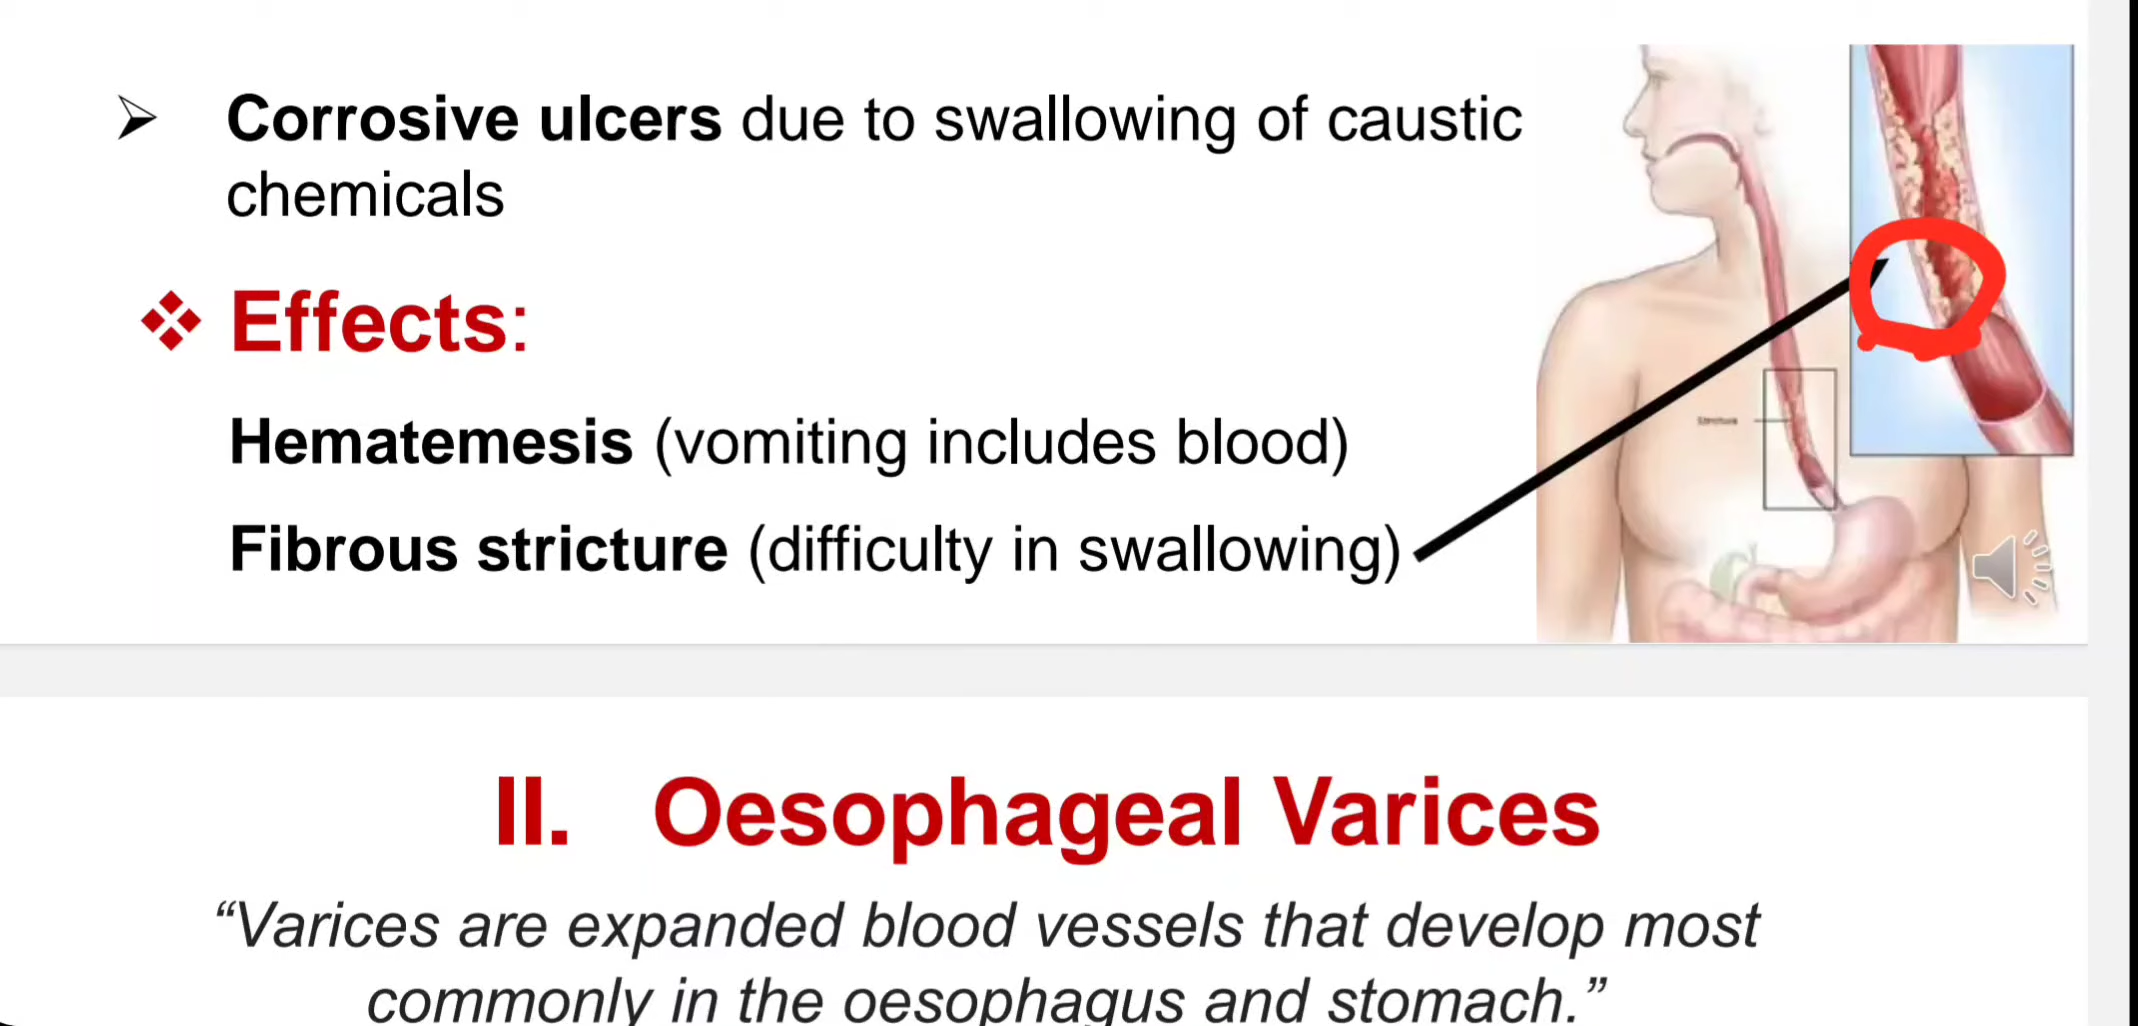 Corrosive ulcers due to swallowing of caustic
chemicals
Effects:
Hematemesis (vomiting includes blood)
Fibrous stricture (difficulty in swallowing)
Stricture
II. Oesophageal Varices
“Varices are expanded blood vessels that develop most
commonly in the oesophagus and stomach.”